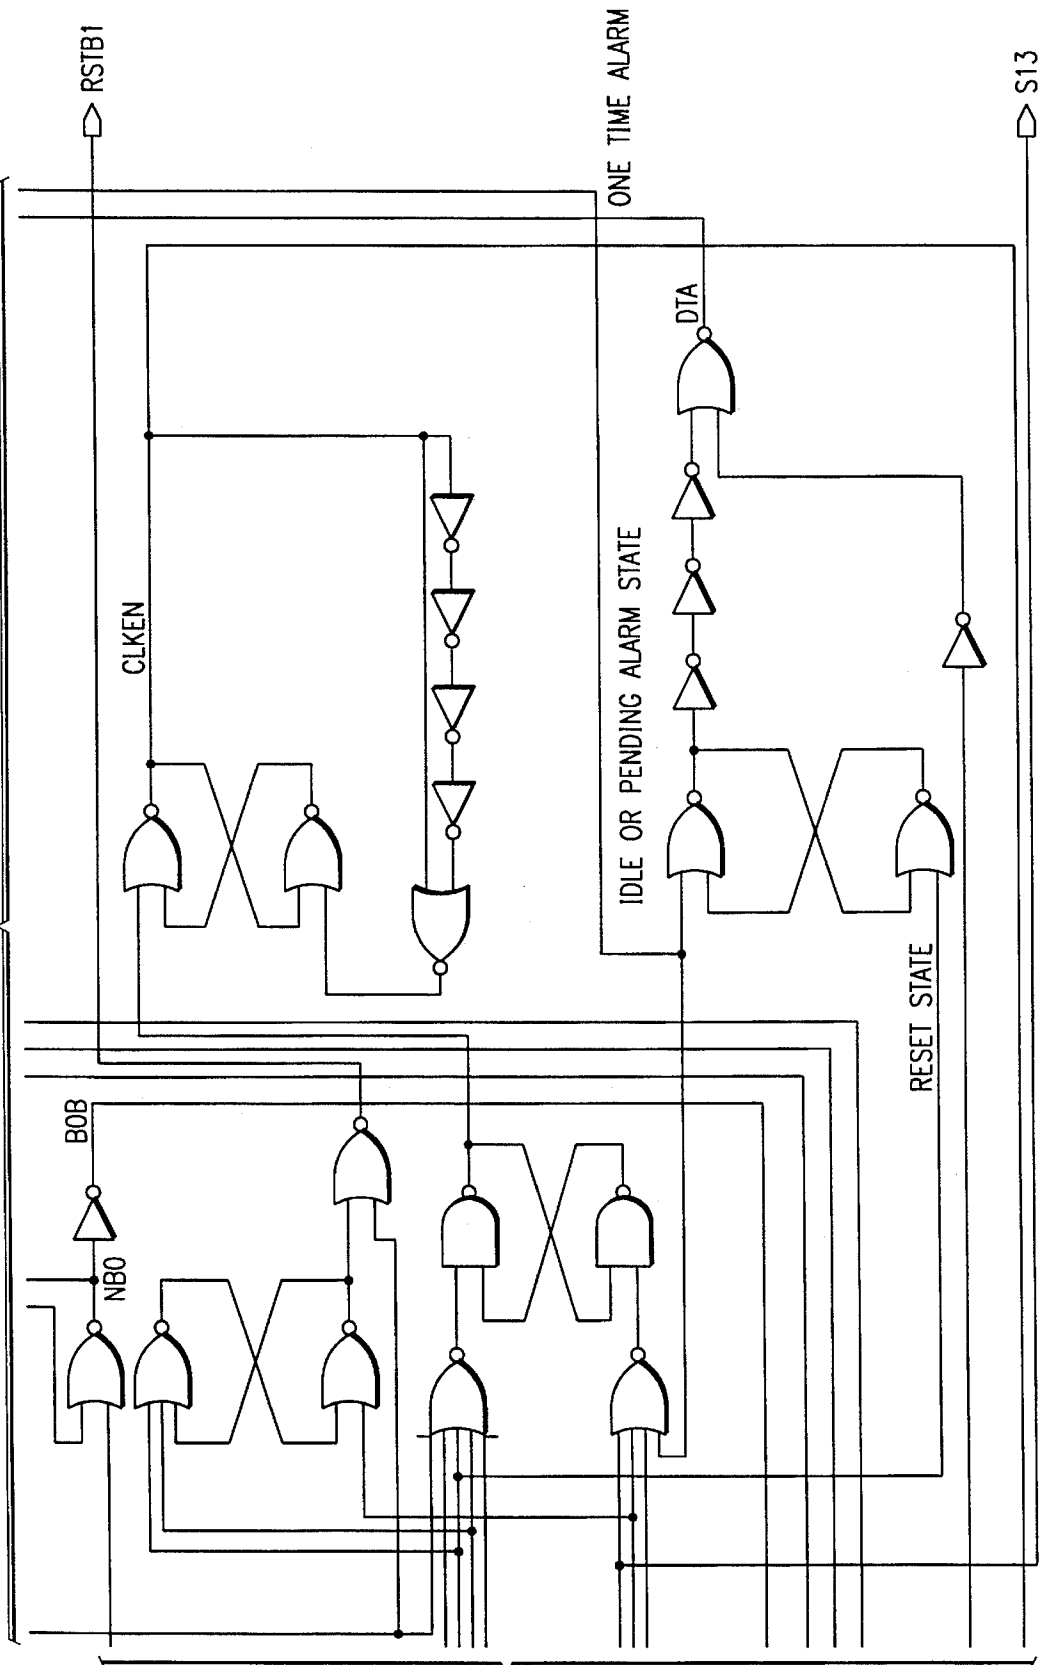 RSTB1
ONE TIME ALARM
S13
DTA
CLKEN
IDLE OR PENDING ALARM STATE
RESET STATE
BOB
NBO